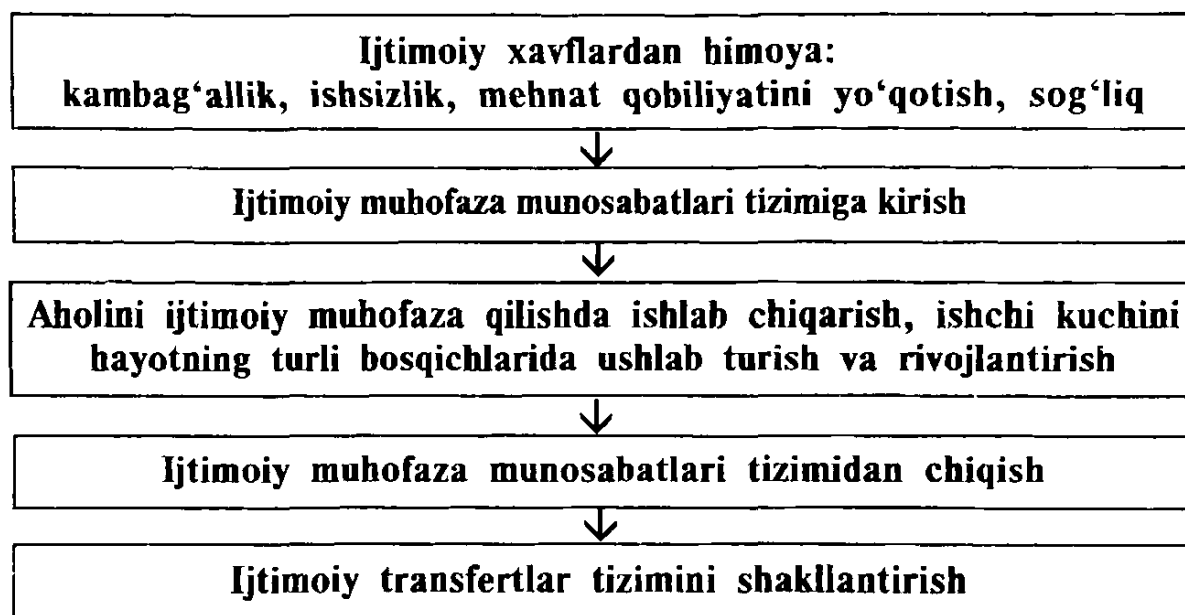 Ijtimoiy xavflardan himoya:
kambag‘allik, ishsizlik, mehnat qobiliyatini yo‘qotish, sog‘liq
Ijtimoiy muhofaza munosabatlari tizimiga kirish
Aholini ijtimoiy muhofaza qilishda ishlab chiqarish, ishchi kuchini
hayotning turli bosqichlarida ushlab turish va rivojlantirish
Ijtimoiy muhofaza munosabatlari tizimidan chiqish
Ijtimoiy transfertlar tizimini shakllantirish